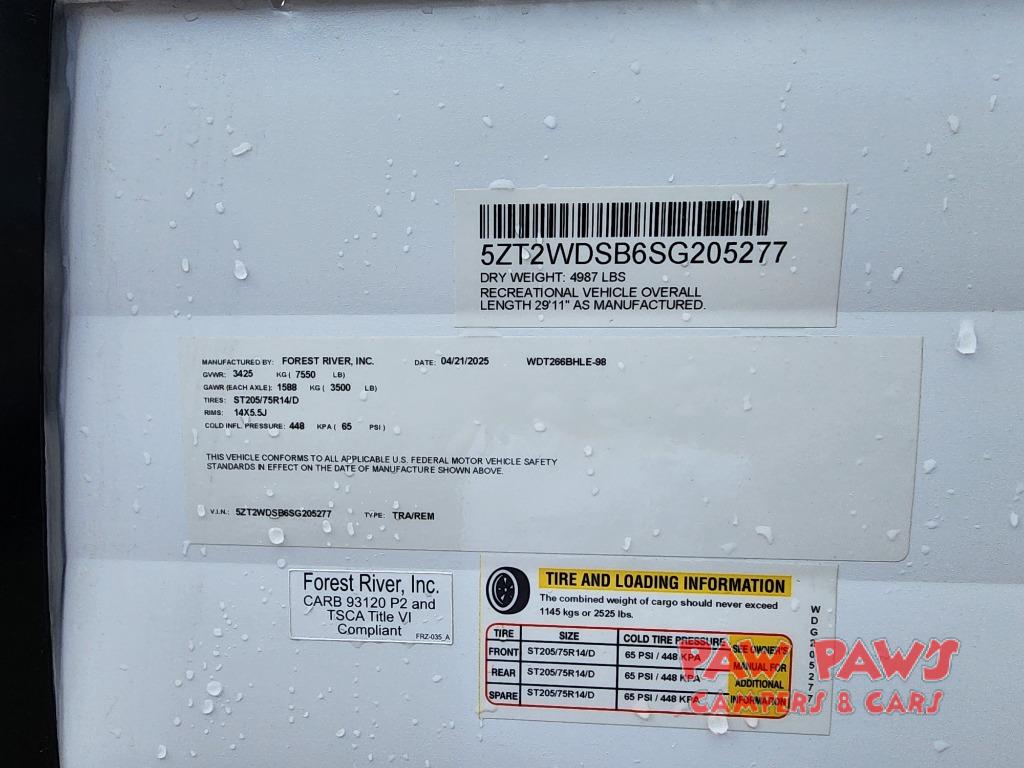 5ZT2WDSB6SG205277
DRY WEIGHT: 4987 LBS
RECREATIONAL VEHICLE OVERALL
LENGTH 29'11" AS MANUFACTURED.
MANUFACTURED BY: FOREST RIVER, INC. DATE: 04/21/2025 WDT266BHLE-98
GVWR: 3425 KG ( 7550 LB)
GAWR (EACH AXLE): 1588 KG ( 3500 LB)
TIRES: ST205/75R14/D
RIMS: 14X5.5J
COLD INFL. PRESSURE: 448 KPA ( 65 PSI )
THIS VEHICLE CONFORMS TO ALL APPLICABLE U.S. FEDERAL MOTOR VEHICLE SAFETY
STANDARDS IN EFFECT ON THE DATE OF MANUFACTURE SHOWN ABOVE.
V.I.N.: 5ZT2WDSB6SG205277 TYPE: TRA/REM
Forest River, Inc.
CARB 93120 P2 and
TSCA Title VI
Compliant FRZ-035_A
TIRE AND LOADING INFORMATION
The combined weight of cargo should never exceed
1145 kgs or 2525 lbs.
TIRE SIZE COLD TIRE PRESSURE
FRONT ST205/75R14/D 65 PSI / 448 KPA
REAR ST205/75R14/D 65 PSI / 448 KPA
SPARE ST205/75R14/D 65 PSI / 448 KPA
SEE OWNER'S
MANUAL FOR
ADDITIONAL
INFORMATION
WDG20527
PAW PAW'S
CAMPERS & CARS